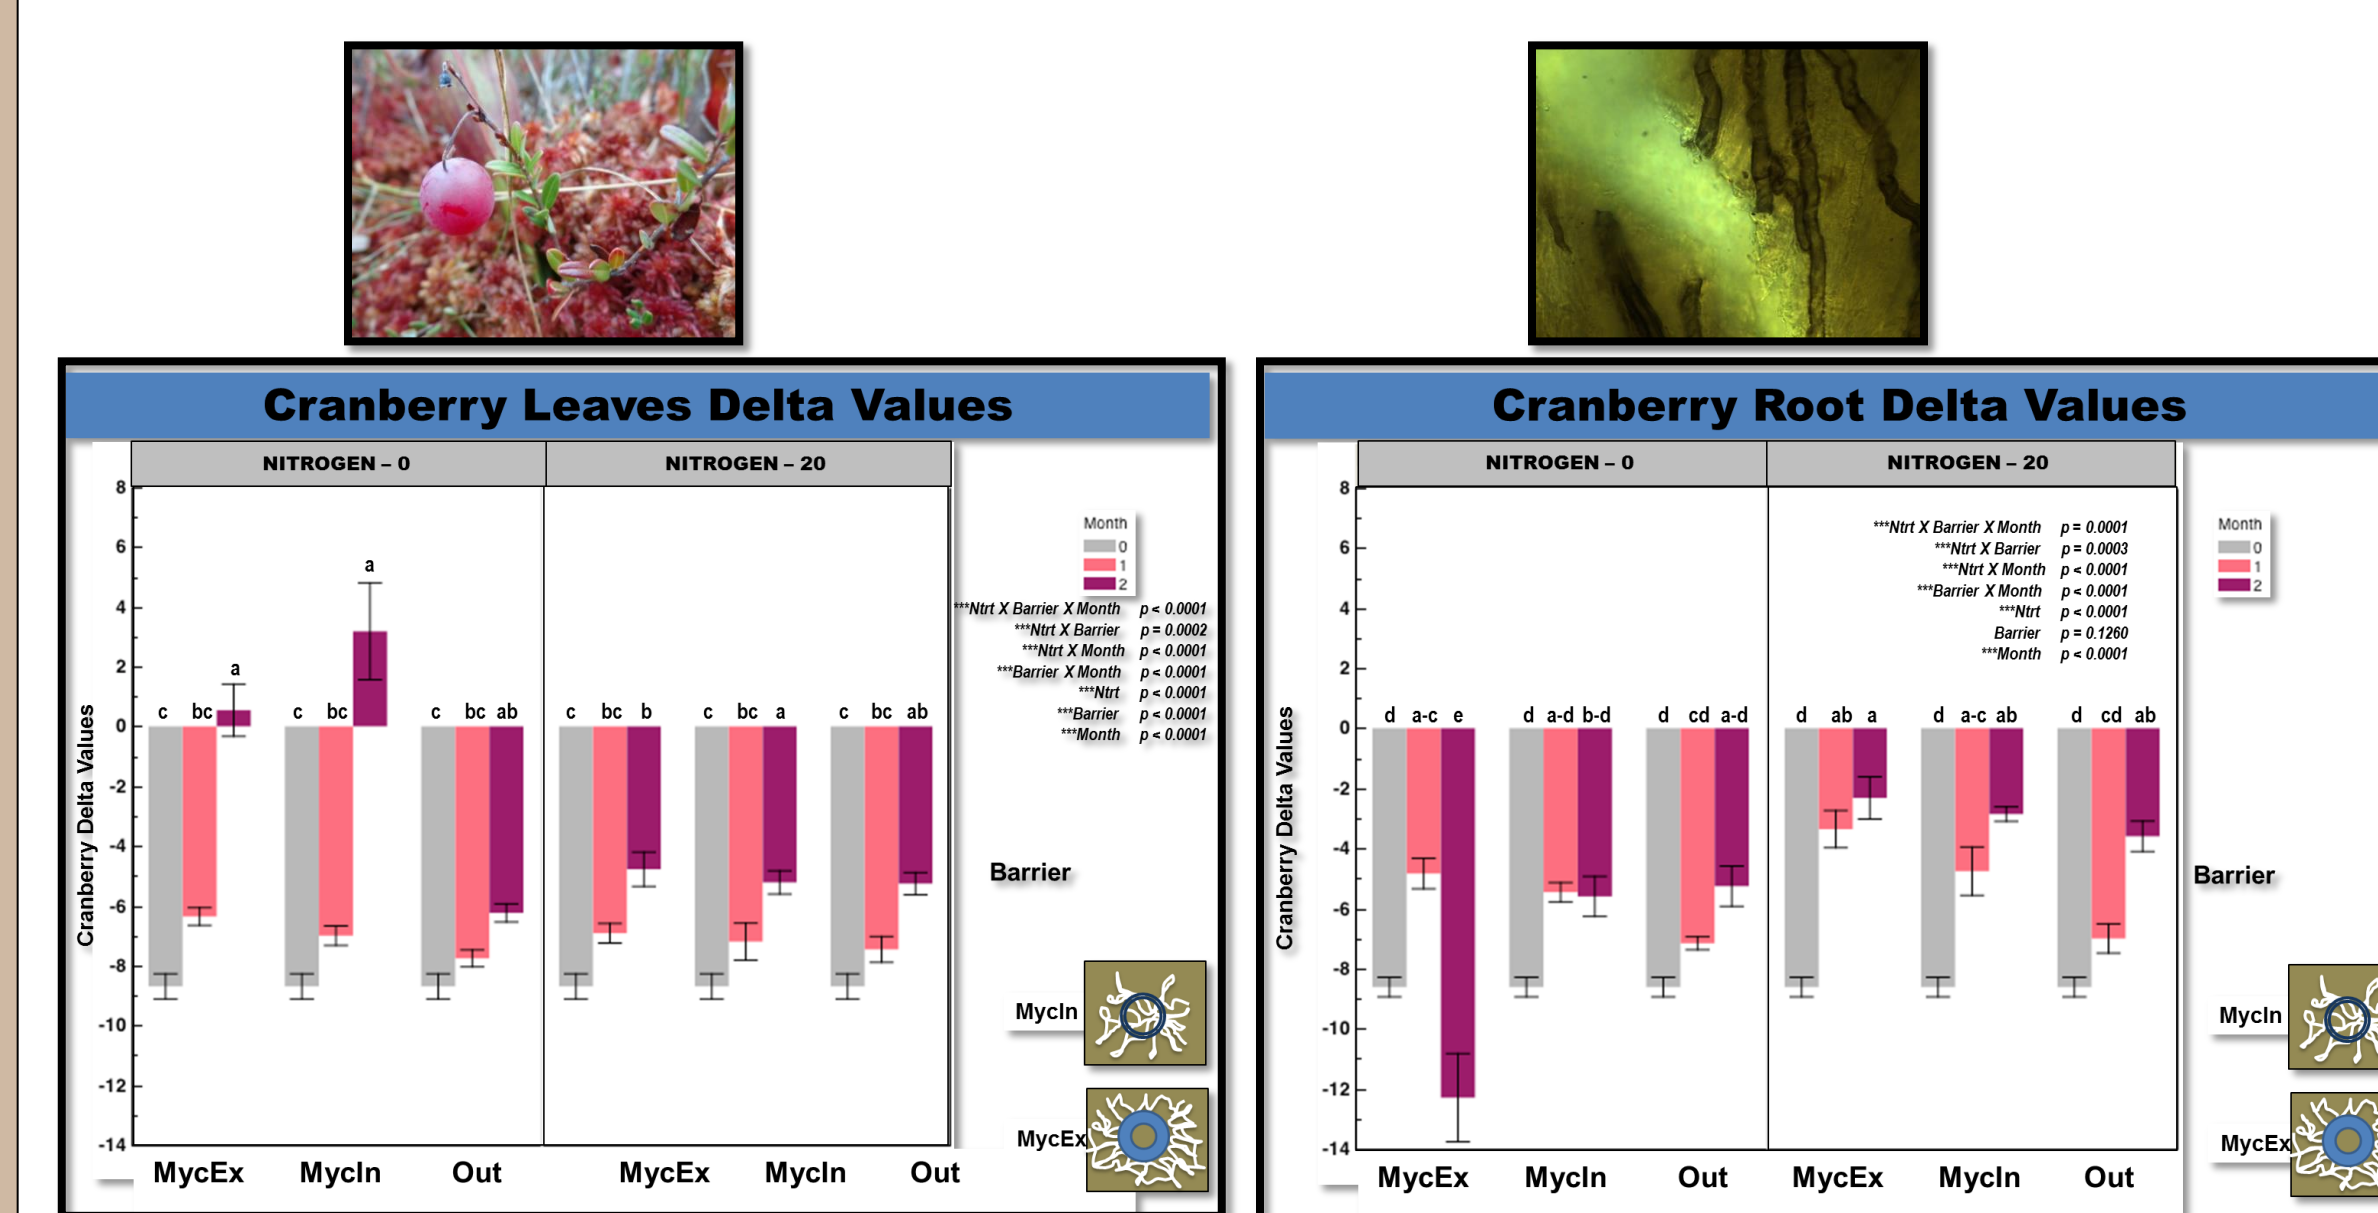 Cranberry Leaves Delta Values
NITROGEN – 0
NITROGEN – 20
8
6
4
2
0
-2
-4
-6
-8
-10
-12
-14
Cranberry Delta Values
a
a
c bc
c bc
c bc ab
c bc b
c bc a
c bc ab
MycEx
MycIn
Out
MycEx
MycIn
Out
Month
0
1
2
***Ntrt X Barrier X Month p < 0.0001
***Ntrt X Barrier p = 0.0002
***Ntrt X Month p < 0.0001
***Barrier X Month p < 0.0001
***Ntrt p < 0.0001
***Barrier p < 0.0001
***Month p < 0.0001
Barrier
MycIn
MycEx
Cranberry Root Delta Values
NITROGEN – 0
NITROGEN – 20
8
6
4
2
0
-2
-4
-6
-8
-10
-12
-14
Cranberry Delta Values
***Ntrt X Barrier X Month p = 0.0001
***Ntrt X Barrier p = 0.0003
***Ntrt X Month p < 0.0001
***Barrier X Month p < 0.0001
***Ntrt p < 0.0001
Barrier p = 0.1260
***Month p < 0.0001
d a-c e
d a-d b-d
d cd a-d
d ab a
d a-c ab
d cd ab
MycEx
MycIn
Out
MycEx
MycIn
Out
Month
0
1
2
Barrier
MycIn
MycEx